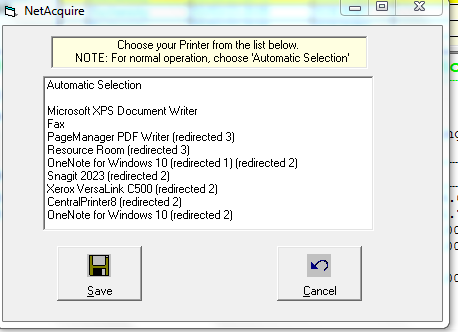 NetAcquire
Choose your Printer from the list below.
NOTE: For normal operation, choose 'Automatic Selection'
Automatic Selection
Microsoft XPS Document Writer
Fax
PageManager PDF Writer (redirected 3)
Resource Room (redirected 3)
OneNote for Windows 10 (redirected 1) (redirected 2)
Snagit 2023 (redirected 2)
Xerox VersaLink C500 (redirected 2)
CentralPrinter8 (redirected 2)
OneNote for Windows 10 (redirected 2)
Save
Cancel